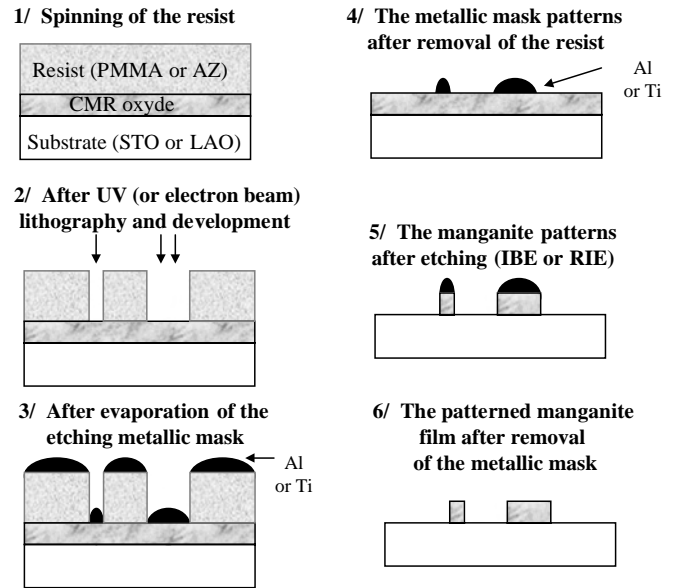 1/ Spinning of the resist
Resist (PMMA or AZ)
CMR oxyde
Substrate (STO or LAO)
2/ After UV (or electron beam)
lithography and development
3/ After evaporation of the
etching metallic mask
Al
or Ti
4/ The metallic mask patterns
after removal of the resist
Al
or Ti
5/ The manganite patterns
after etching (IBE or RIE)
6/ The patterned manganite
film after removal
of the metallic mask